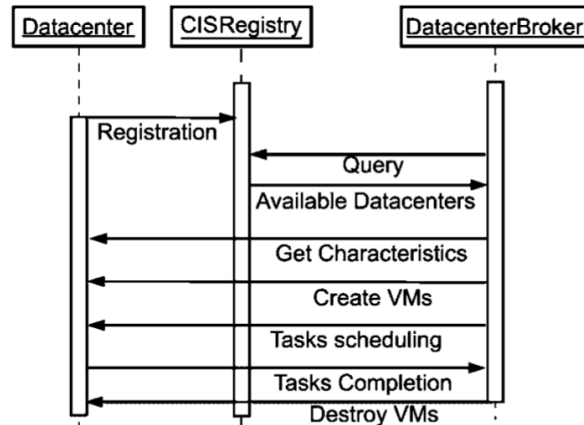 Datacenter
CISRegistry
DatacenterBroker
Registration
Query
Available Datacenters
Get Characteristics
Create VMs
Tasks scheduling
Tasks Completion
Destroy VMs